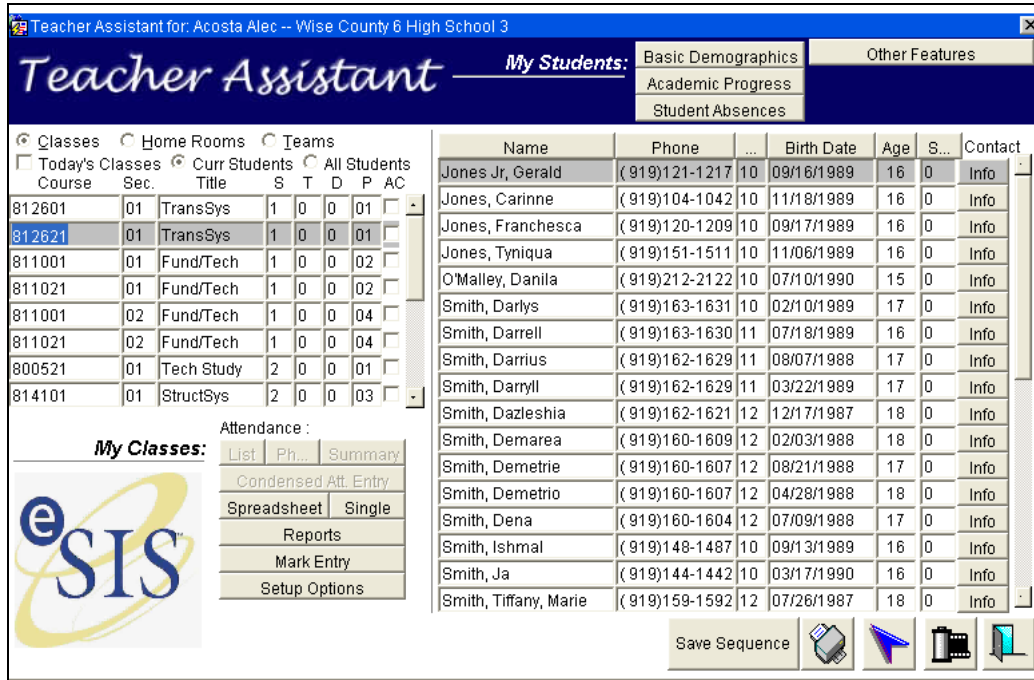 Teacher Assistant for: Acosta Alec -- Wise County 6 High School 3
Teacher Assistant
My Students:
Basic Demographics
Academic Progress
Student Absences
Other Features
Classes Home Rooms Teams
Today's Classes Curr Students All Students
Course Sec. Title S T D P AC
812601 01 TransSys 1 0 0 01
812621 01 TransSys 1 0 0 01
811001 01 Fund/Tech 1 0 0 02
811021 01 Fund/Tech 1 0 0 02
811001 02 Fund/Tech 1 0 0 04
811021 02 Fund/Tech 1 0 0 04
800521 01 Tech Study 2 0 0 01
814101 01 StructSys 2 0 0 03
My Classes:
Attendance :
List Ph... Summary
Condensed Att. Entry
Spreadsheet Single
Reports
Mark Entry
Setup Options
eSIS
Name Phone ... Birth Date Age S... Contact
Jones Jr, Gerald (919)121-1217 10 09/16/1989 16 0 Info
Jones, Carinne (919)104-1042 10 11/18/1989 16 0 Info
Jones, Franchesca (919)120-1209 10 09/17/1989 16 0 Info
Jones, Tyniqua (919)151-1511 10 11/06/1989 16 0 Info
O'Malley, Danila (919)212-2122 10 07/10/1990 15 0 Info
Smith, Darlys (919)163-1631 10 02/10/1989 17 0 Info
Smith, Darrell (919)163-1630 11 07/18/1989 16 0 Info
Smith, Darrius (919)162-1629 11 08/07/1988 17 0 Info
Smith, Darryll (919)162-1629 11 03/22/1989 17 0 Info
Smith, Dazleshia (919)162-1621 12 12/17/1987 18 0 Info
Smith, Demarea (919)160-1609 12 02/03/1988 18 0 Info
Smith, Demetrie (919)160-1607 12 08/21/1988 17 0 Info
Smith, Demetrio (919)160-1607 12 04/28/1988 18 0 Info
Smith, Dena (919)160-1604 12 07/09/1988 17 0 Info
Smith, Ishmal (919)148-1487 10 09/13/1989 16 0 Info
Smith, Ja (919)144-1442 10 03/17/1990 16 0 Info
Smith, Tiffany, Marie (919)159-1592 12 07/26/1987 18 0 Info
Save Sequence